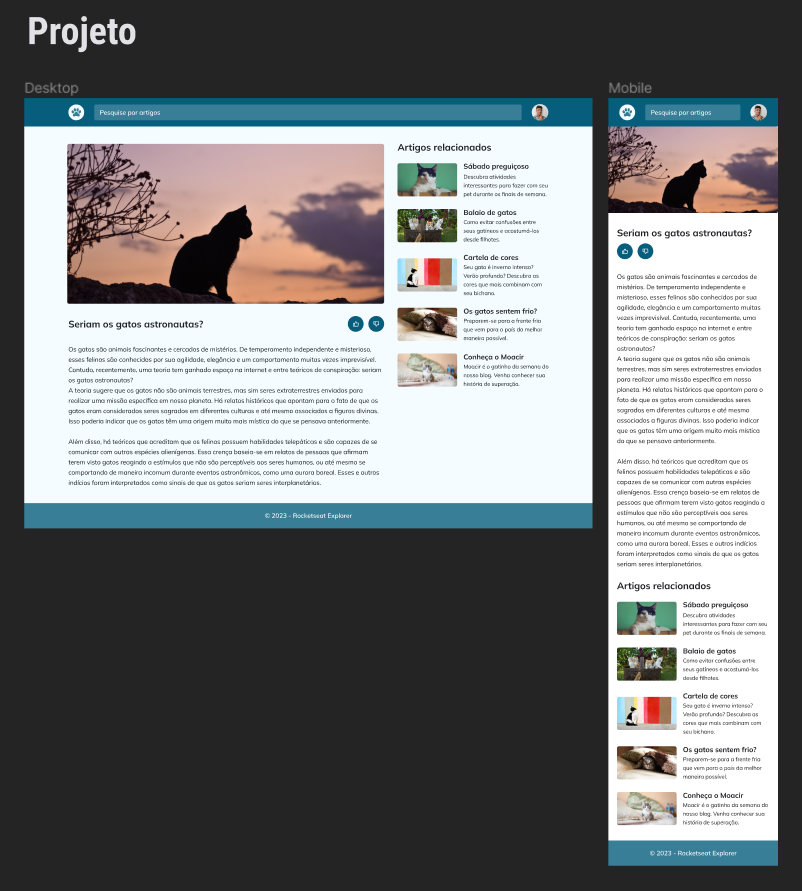 Projeto
Desktop
Pesquise por artigos
Seriam os gatos astronautas?
Os gatos são animais fascinantes e cercados de mistérios. De temperamento independente e misterioso,
esses felinos são conhecidos por sua agilidade, elegância e um comportamento muitas vezes imprevisível.
Contudo, recentemente, uma teoria tem ganhado espaço na internet e entre teóricos de conspiração: seriam
os gatos astronautas?
A teoria sugere que os gatos não são animais terrestres, mas sim seres extraterrestres enviados para
realizar uma missão específica em nosso planeta. Há relatos históricos que apontam para o fato de que os
gatos eram considerados seres sagrados em diferentes culturas e até mesmo associados a figuras divinas.
Isso poderia indicar que os gatos têm uma origem muito mais mística do que se pensava anteriormente.
Além disso, há teóricos que acreditam que os felinos possuem habilidades telepáticas e são capazes de se
comunicar com outras espécies alienígenas. Essa crença baseia-se em relatos de pessoas que afirmam
terem visto gatos reagindo a estímulos que não são perceptíveis aos seres humanos, ou até mesmo se
comportando de maneira incomum durante eventos astronômicos, como uma aurora boreal. Esses e outros
indícios foram interpretados como sinais de que os gatos seriam seres interplanetários.
Artigos relacionados
Sábado preguiçoso
Descubra atividades
interessantes para fazer com seu
pet durante os finais de semana.
Balaio de gatos
Como evitar confusões entre
seus gatíneos e acostumá-los
desde filhotes.
Cartela de cores
Seu gato é inverno intenso?
Verão profundo? Descubra as
cores que mais combinam com
seu bichano.
Os gatos sentem frio?
Preparem-se para a frente fria
que vem para o país da melhor
maneira possível.
Conheça o Moacir
Moacir é o gatinho da semana do
nosso blog. Venha conhecer sua
história de superação.
© 2023 - Rocketseat Explorer
Mobile
Pesquise por artigos
Seriam os gatos astronautas?
Os gatos são animais fascinantes e cercados de
mistérios. De temperamento independente e
misterioso, esses felinos são conhecidos por sua
agilidade, elegância e um comportamento muitas
vezes imprevisível. Contudo, recentemente, uma
teoria tem ganhado espaço na internet e entre
teóricos de conspiração: seriam os gatos
astronautas?
A teoria sugere que os gatos não são animais
terrestres, mas sim seres extraterrestres enviados
para realizar uma missão específica em nosso
planeta. Há relatos históricos que apontam para o
fato de que os gatos eram considerados seres
sagrados em diferentes culturas e até mesmo
associados a figuras divinas. Isso poderia indicar
que os gatos têm uma origem muito mais mística
do que se pensava anteriormente.
Além disso, há teóricos que acreditam que os
felinos possuem habilidades telepáticas e são
capazes de se comunicar com outras espécies
alienígenas. Essa crença baseia-se em relatos de
pessoas que afirmam terem visto gatos reagindo a
estímulos que não são perceptíveis aos seres
humanos, ou até mesmo se comportando de
maneira incomum durante eventos astronômicos,
como uma aurora boreal. Esses e outros indícios
foram interpretados como sinais de que os gatos
seriam seres interplanetários.
Artigos relacionados
Sábado preguiçoso
Descubra atividades
interessantes para fazer com seu
pet durante os finais de semana.
Balaio de gatos
Como evitar confusões entre
seus gatíneos e acostumá-los
desde filhotes.
Cartela de cores
Seu gato é inverno intenso?
Verão profundo? Descubra as
cores que mais combinam com
seu bichano.
Os gatos sentem frio?
Preparem-se para a frente fria
que vem para o país da melhor
maneira possível.
Conheça o Moacir
Moacir é o gatinho da semana do
nosso blog. Venha conhecer sua
história de superação.
© 2023 - Rocketseat Explorer